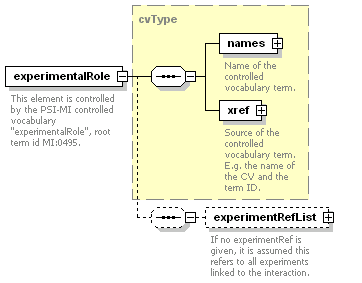 cvType
names
Name of the
controlled
vocabulary term.
experimentalRole
This element is controlled
by the PSI-MI controlled
vocabulary
"experimentalRole", root
term id MI:0495.
xref
Source of the
controlled
vocabulary term.
E.g. the name of
the CV and the
term ID.
experimentRefList
If no experimentRef is
given, it is assumed this
refers to all experiments
linked to the interaction.